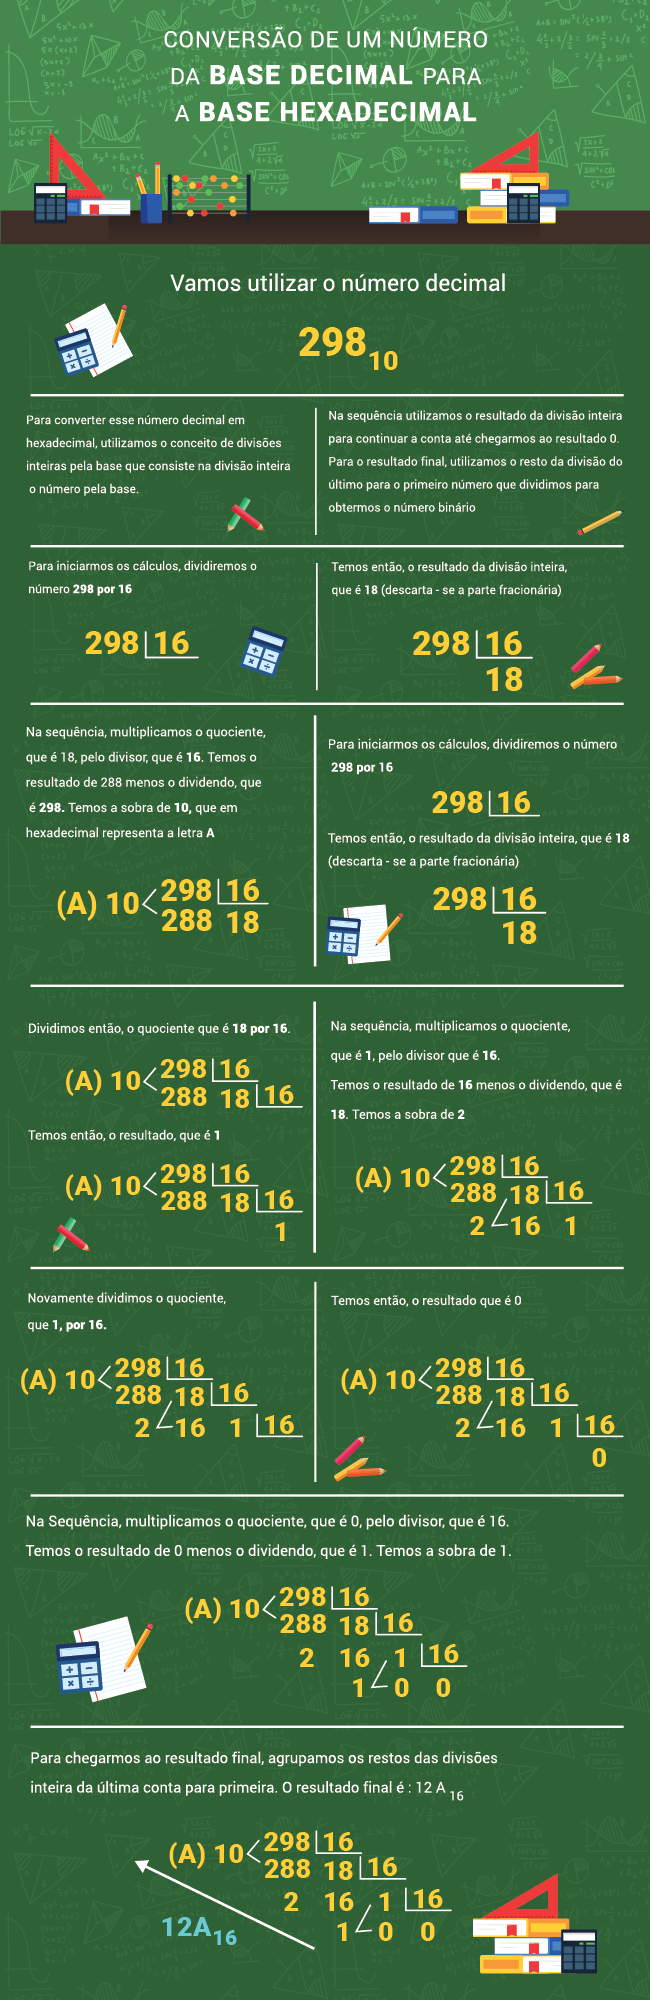 CONVERSÃO DE UM NÚMERO
DA BASE DECIMAL PARA
A BASE HEXADECIMAL
Vamos utilizar o número decimal
298 10
Para converter esse número decimal em
hexadecimal, utilizamos o conceito de divisões
inteiras pela base que consiste na divisão inteira
o número pela base.
Na sequência utilizamos o resultado da divisão inteira
para continuar a conta até chegarmos ao resultado 0.
Para o resultado final, utilizamos o resto da divisão do
último para o primeiro número que dividimos para
obtermos o número binário
Para iniciarmos os cálculos, dividiremos o
número 298 por 16
298 16
Temos então, o resultado da divisão inteira,
que é 18 (descarta - se a parte fracionária)
298 16
18
Na sequência, multiplicamos o quociente,
que é 18, pelo divisor, que é 16. Temos o
resultado de 288 menos o dividendo, que
é 298. Temos a sobra de 10, que em
hexadecimal representa a letra A
(A) 10 298 16
288 18
Para iniciarmos os cálculos, dividiremos o número
298 por 16
298 16
Temos então, o resultado da divisão inteira, que é 18
(descarta - se a parte fracionária)
298 16
18
Dividimos então, o quociente que é 18 por 16.
(A) 10 298 16
288 18 16
Temos então, o resultado, que é 1
(A) 10 298 16
288 18 16
1
Na sequência, multiplicamos o quociente,
que é 1, pelo divisor que é 16.
Temos o resultado de 16 menos o dividendo, que é
18. Temos a sobra de 2
(A) 10 298 16
288 18 16
2 16 1
Novamente dividimos o quociente,
que 1, por 16.
(A) 10 298 16
288 18 16
2 16 1 16
Temos então, o resultado que é 0
(A) 10 298 16
288 18 16
2 16 1 16
0
Na Sequência, multiplicamos o quociente, que é 0, pelo divisor, que é 16.
Temos o resultado de 0 menos o dividendo, que é 1. Temos a sobra de 1.
(A) 10 298 16
288 18 16
2 16 1 16
1 0 0
Para chegarmos ao resultado final, agrupamos os restos das divisões
inteira da última conta para primeira. O resultado final é : 12 A 16
(A) 10 298 16
288 18 16
2 16 1 16
1 0 0
12A 16